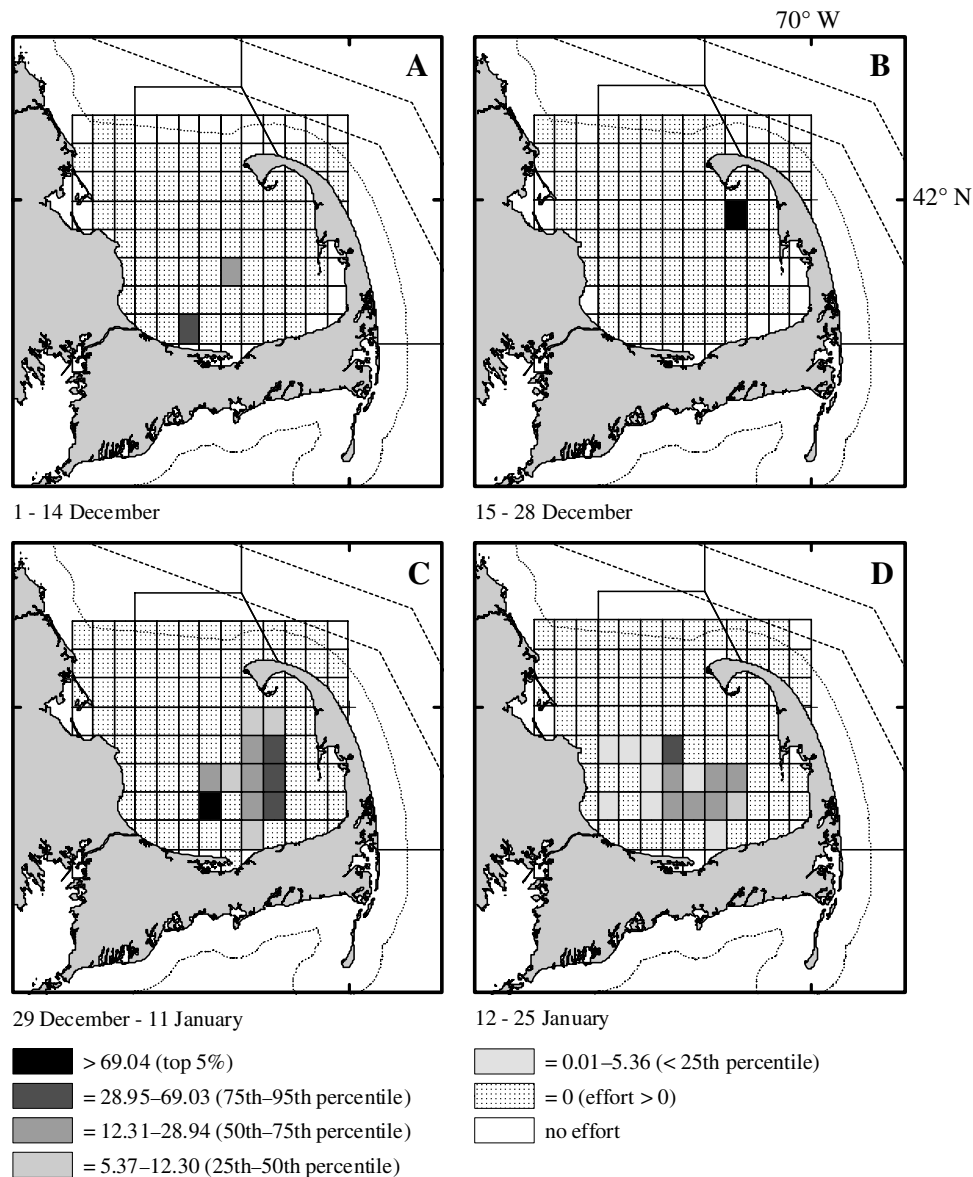 70° W
A
B
42° N
1 - 14 December
15 - 28 December
C
D
29 December - 11 January
12 - 25 January
> 69.04 (top 5%)
= 28.95–69.03 (75th–95th percentile)
= 12.31–28.94 (50th–75th percentile)
= 5.37–12.30 (25th–50th percentile)
= 0.01–5.36 (< 25th percentile)
= 0 (effort > 0)
no effort